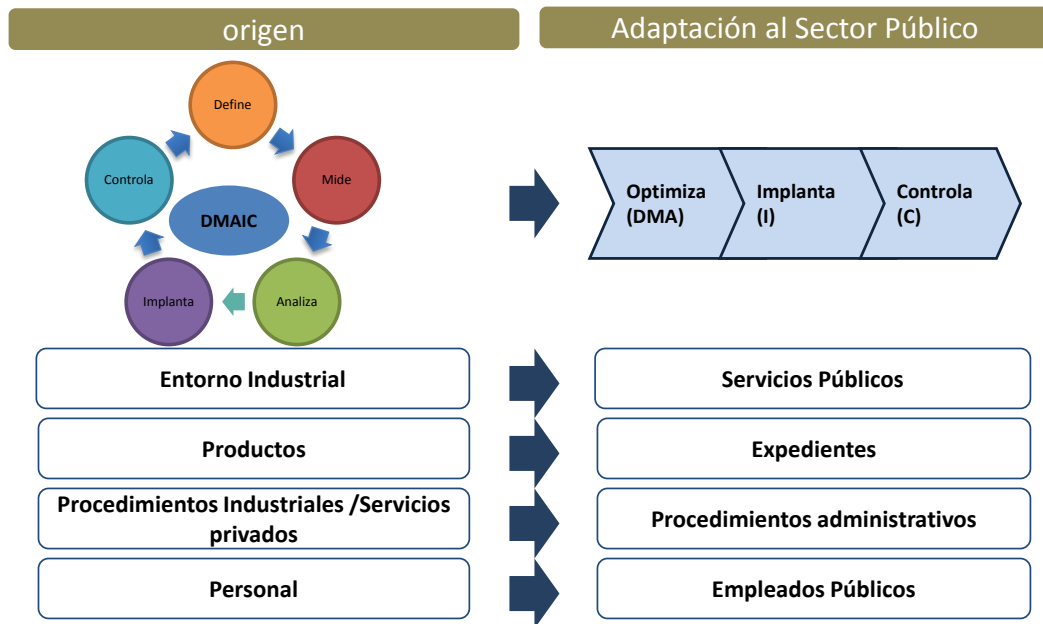 origen
Adaptación al Sector Público
Define
Controla
Mide
DMAIC
Implanta
Analiza
Optimiza
(DMA)
Implanta
(I)
Controla
(C)
Entorno Industrial
Servicios Públicos
Productos
Expedientes
Procedimientos Industriales /Servicios
privados
Procedimientos administrativos
Personal
Empleados Públicos